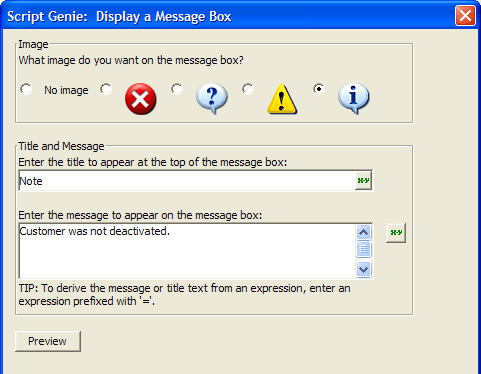 Script Genie: Display a Message Box
Image
What image do you want on the message box?
No image
Title and Message
Enter the title to appear at the top of the message box:
Note
x=y
Enter the message to appear on the message box:
Customer was not deactivated.
x=y
TIP: To derive the message or title text from an expression, enter an
expression prefixed with '='.
Preview